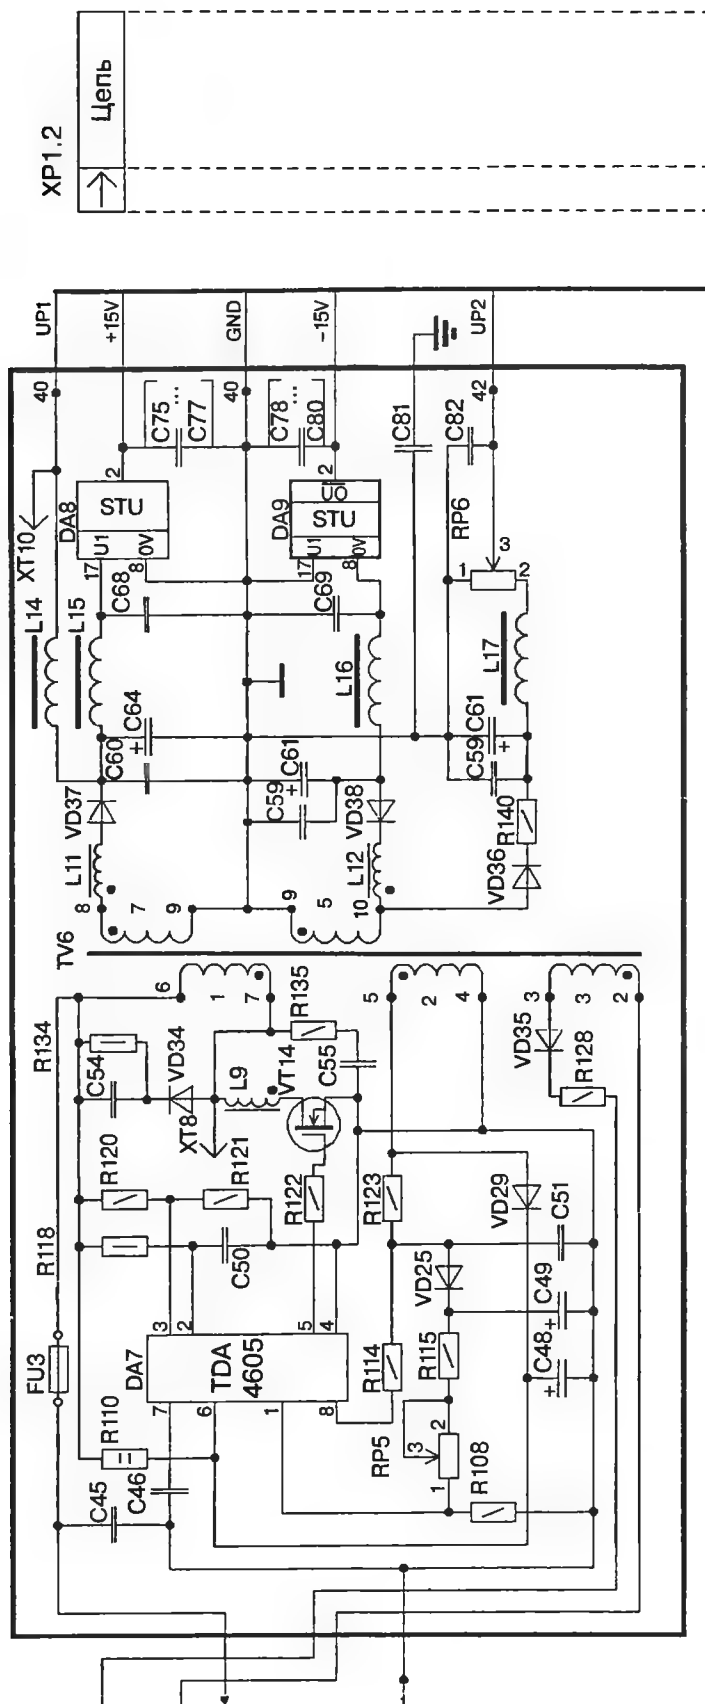 XP1.2
Цепь
UP1
+15V
GND
-15V
UP2
40
40
42
XT10
DA8
STU
2
17
U1
8
0V
C75
...
C77
C78
...
C80
DA9
STU
UO
2
17
U1
8
0V
C81
C82
RP6
1
3
2
L14
L15
C68
C69
L16
L17
C60
+
C64
C59
+
C61
C59
+
C61
VD37
VD38
R140
VD36
L11
L12
8
7
9
9
5
10
TV6
6
1
7
5
2
4
3
3
2
R134
C54
VD34
XT8
L9
VT14
R135
C55
VD35
R128
R120
R121
R118
C50
R122
R123
VD29
C51
VD25
C49
+
C48
+
FU3
DA7
TDA
4605
3
2
5
4
7
6
1
8
R110
C45
C46
R114
R115
RP5
3
2
1
R108